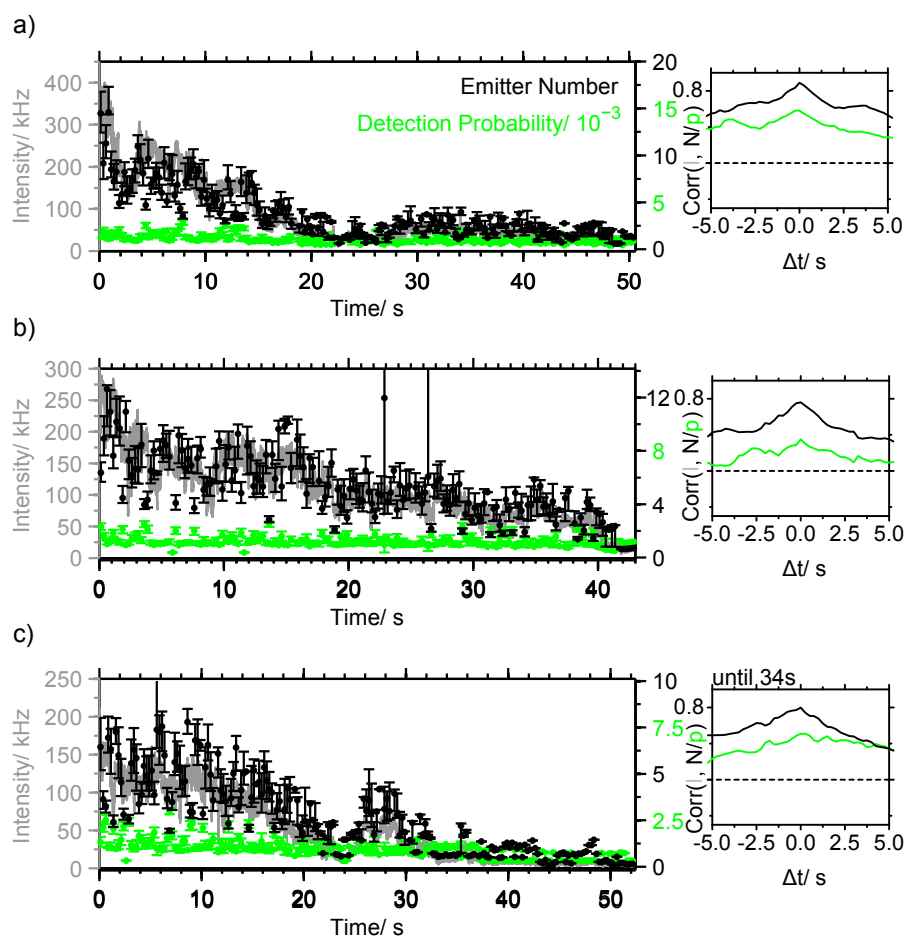 a)
Intensity/ kHz
400
300
200
100
0
Emitter Number
Detection Probability/ 10⁻³
20
15
10
5
0
0 10 20 30 40 50
Time/ s
Corr(I, N/p)
0.8
-5.0 -2.5 0.0 2.5 5.0
Δt/ s
b)
Intensity/ kHz
300
250
200
150
100
50
0
12
8
4
2
0
0 10 20 30 40
Time/ s
Corr(I, N/p)
0.8
-5.0 -2.5 0.0 2.5 5.0
Δt/ s
c)
Intensity/ kHz
250
200
150
100
50
0
10
7.5
5
2.5
0
0 10 20 30 40 50
Time/ s
until 34s
Corr(I, N/p)
0.8
-5.0 -2.5 0.0 2.5 5.0
Δt/ s